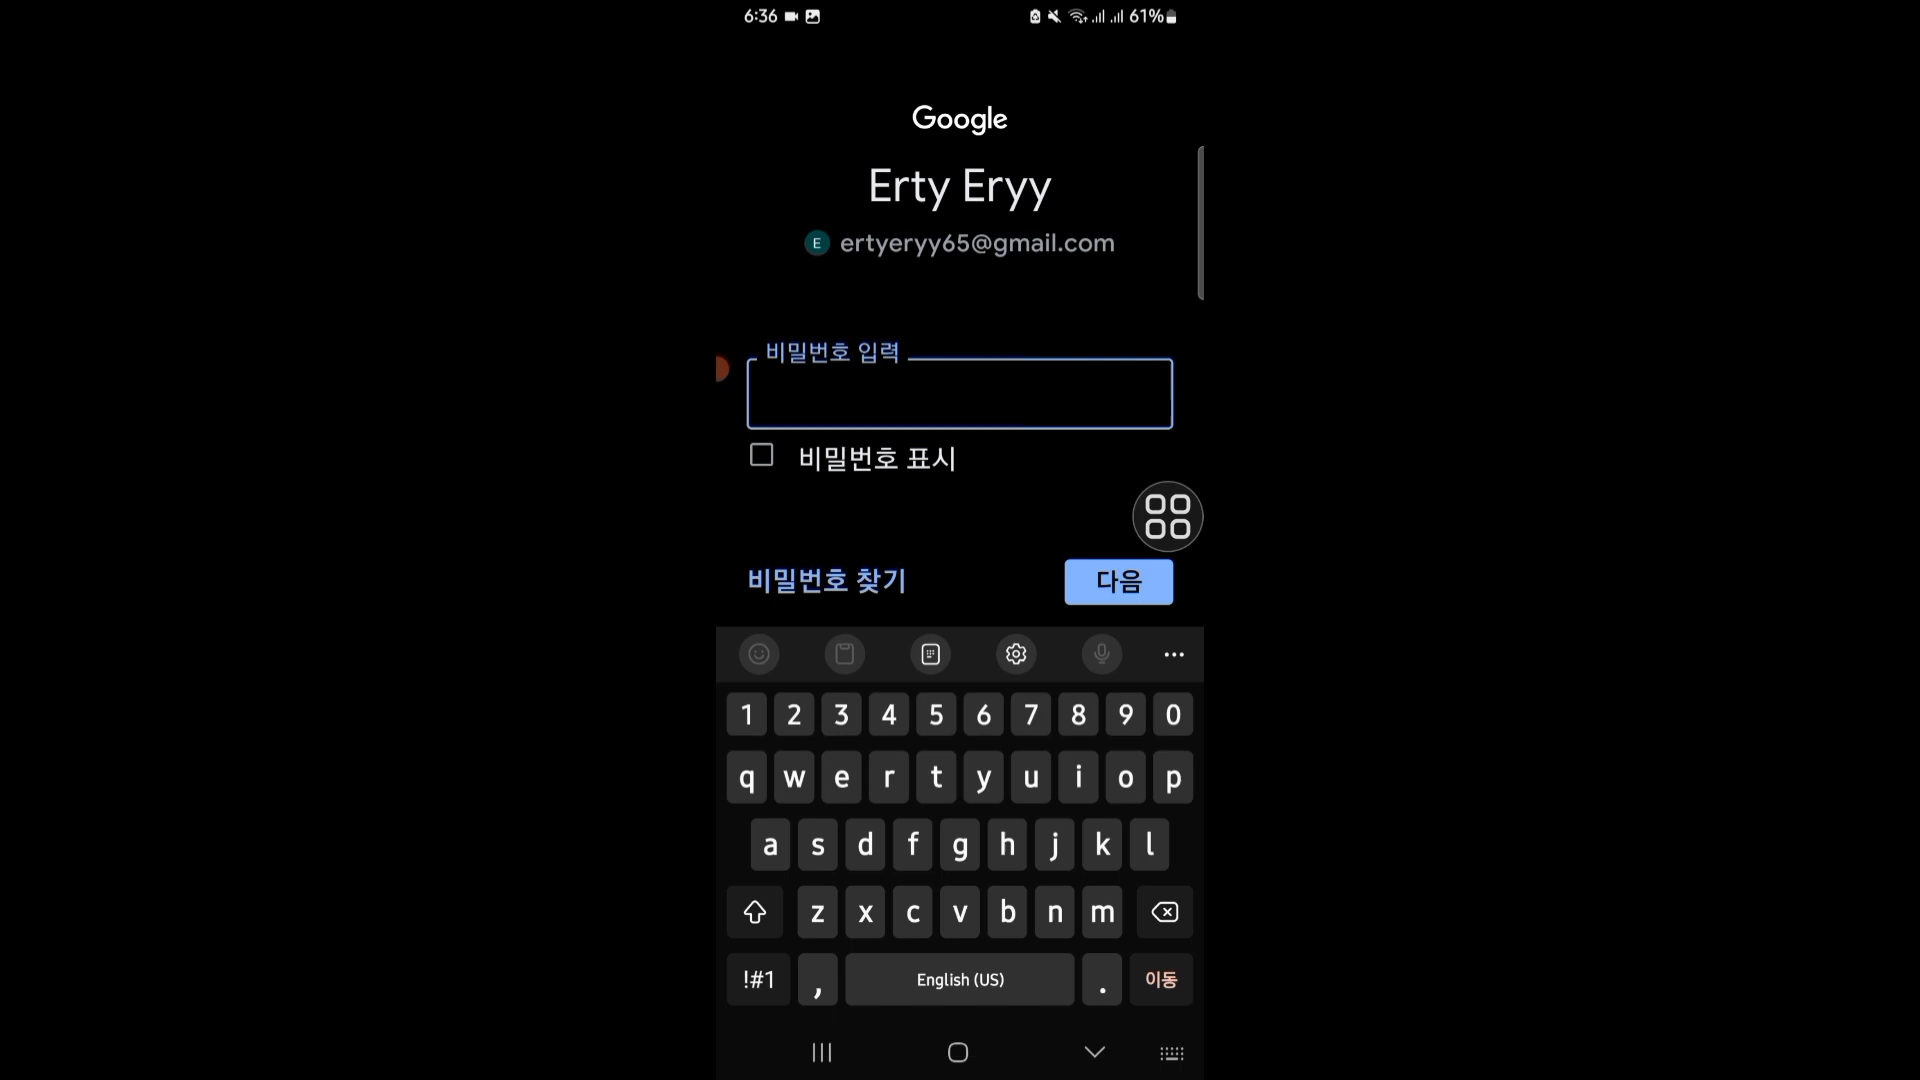 6:36 61%
Google
Erty Eryy
E ertyeryy65@gmail.com
비밀번호 입력
비밀번호 표시
비밀번호 찾기 다음
1 2 3 4 5 6 7 8 9 0
q w e r t y u i o p
a s d f g h j k l
z x c v b n m
!#1 , English (US) . 이동